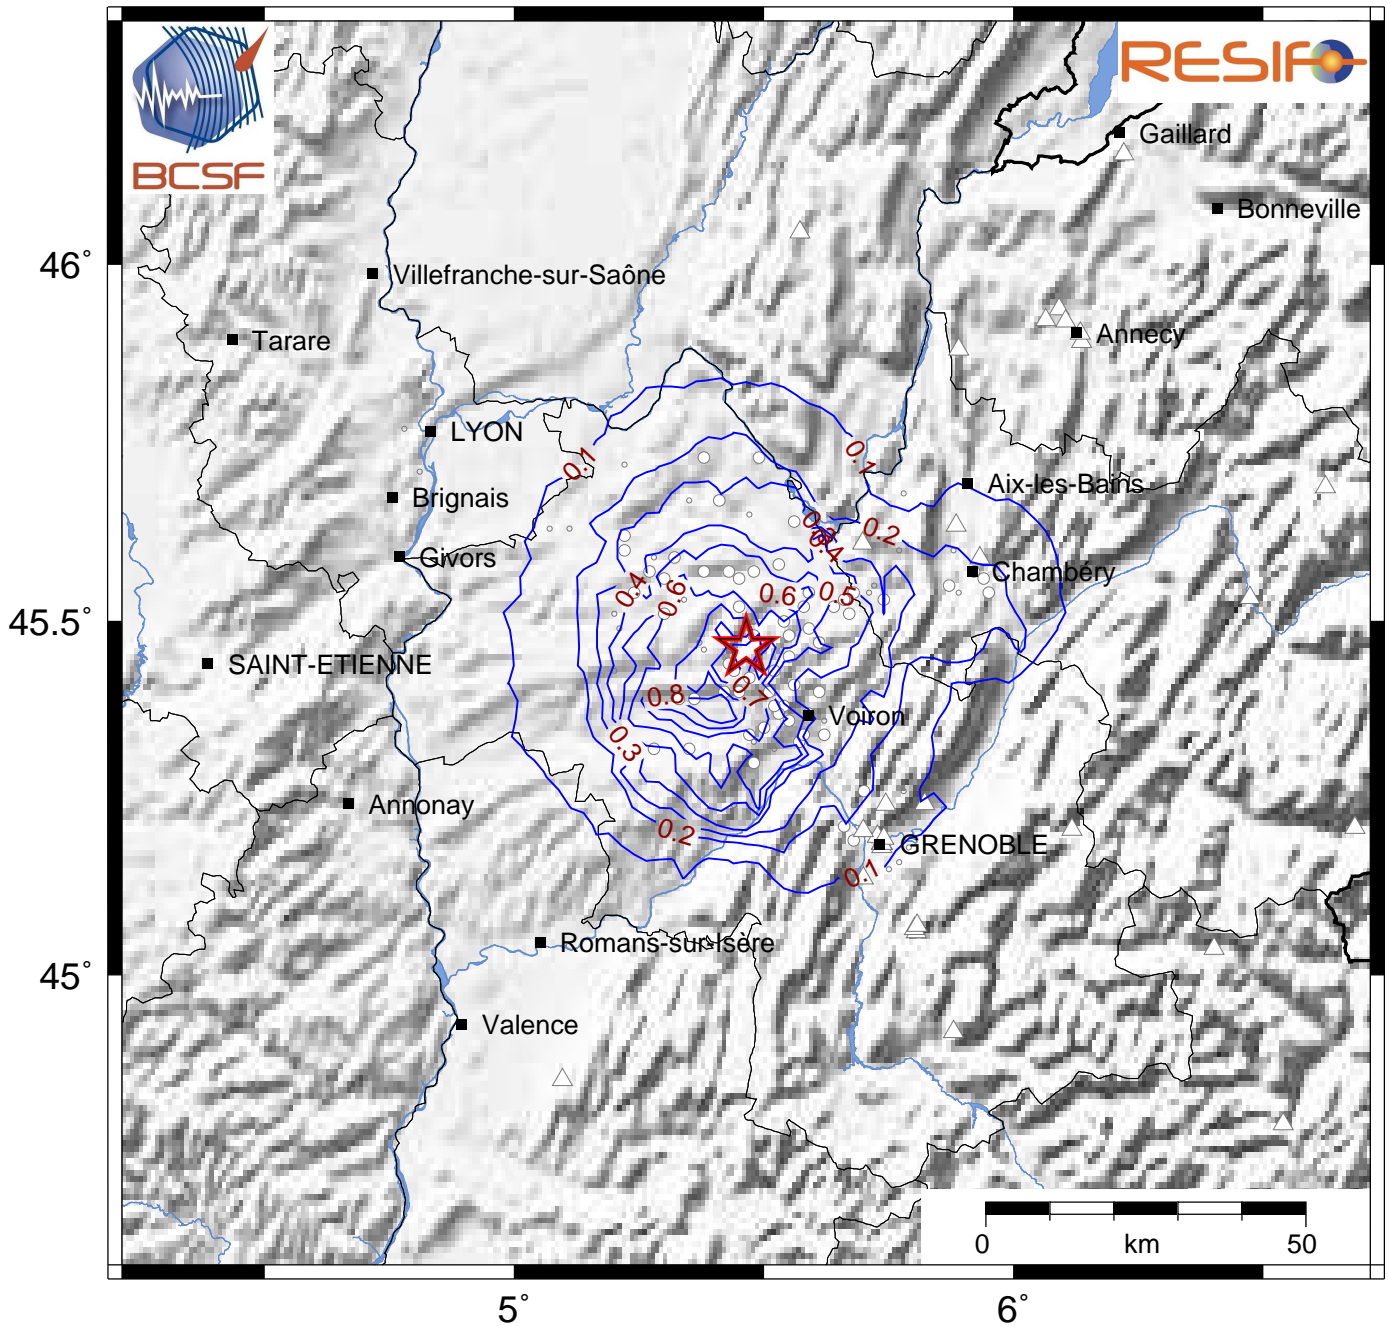 RESIF
BCSF
Gaillard
Bonneville
46°
Villefranche-sur-Saône
Tarare
Annecy
LYON
0.1
0.1
Aix-les-Bains
Brignais
0.2
0.4
Givors
Chambéry
0.4
0.6
0.6
0.5
45.5°
SAINT-ETIENNE
0.8
0.7
Voiron
0.3
Annonay
0.2
GRENOBLE
0.1
Romans-sur-Isère
45°
Valence
0
km
50
5°
6°